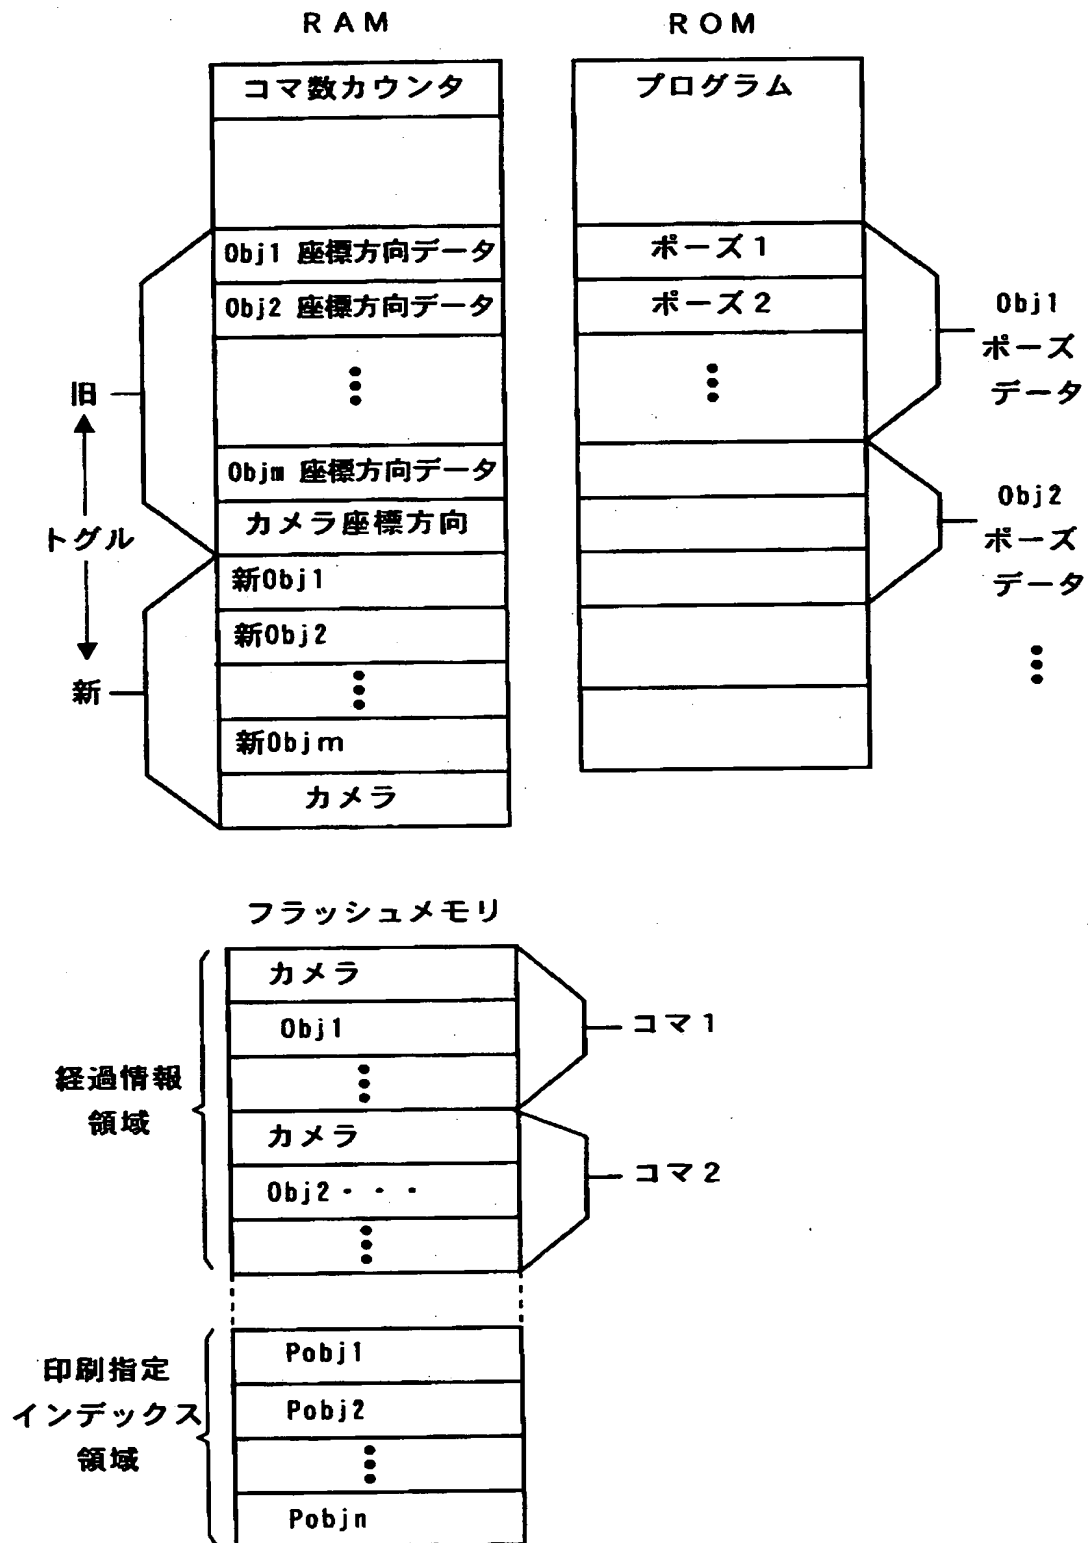 RAM
コマ数カウンタ
Obj1 座標方向データ
Obj2 座標方向データ
Objm 座標方向データ
カメラ座標方向
新Obj1
新Obj2
新Objm
カメラ
旧
トグル
新
ROM
プログラム
ポーズ1
ポーズ2
Obj1
ポーズ
データ
Obj2
ポーズ
データ
フラッシュメモリ
カメラ
Obj1
カメラ
Obj2・・・
コマ1
コマ2
経過情報
領域
Pobj1
Pobj2
Pobjn
印刷指定
インデックス
領域